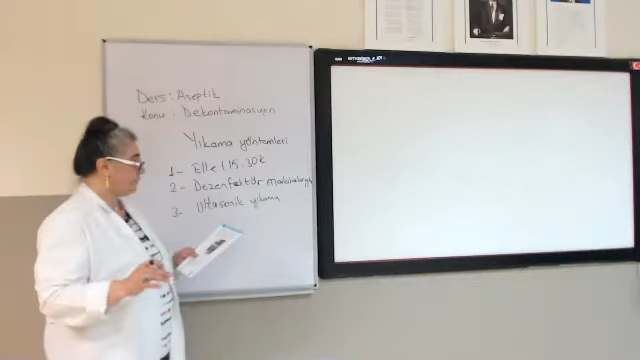 Ders: Aseptik
Konu: Dekontaminasyon
Yıkama yöntemleri
1- Elle (15.30c
2- Dezenfektör makinalarıyla
3- Ultrasonik yıkama